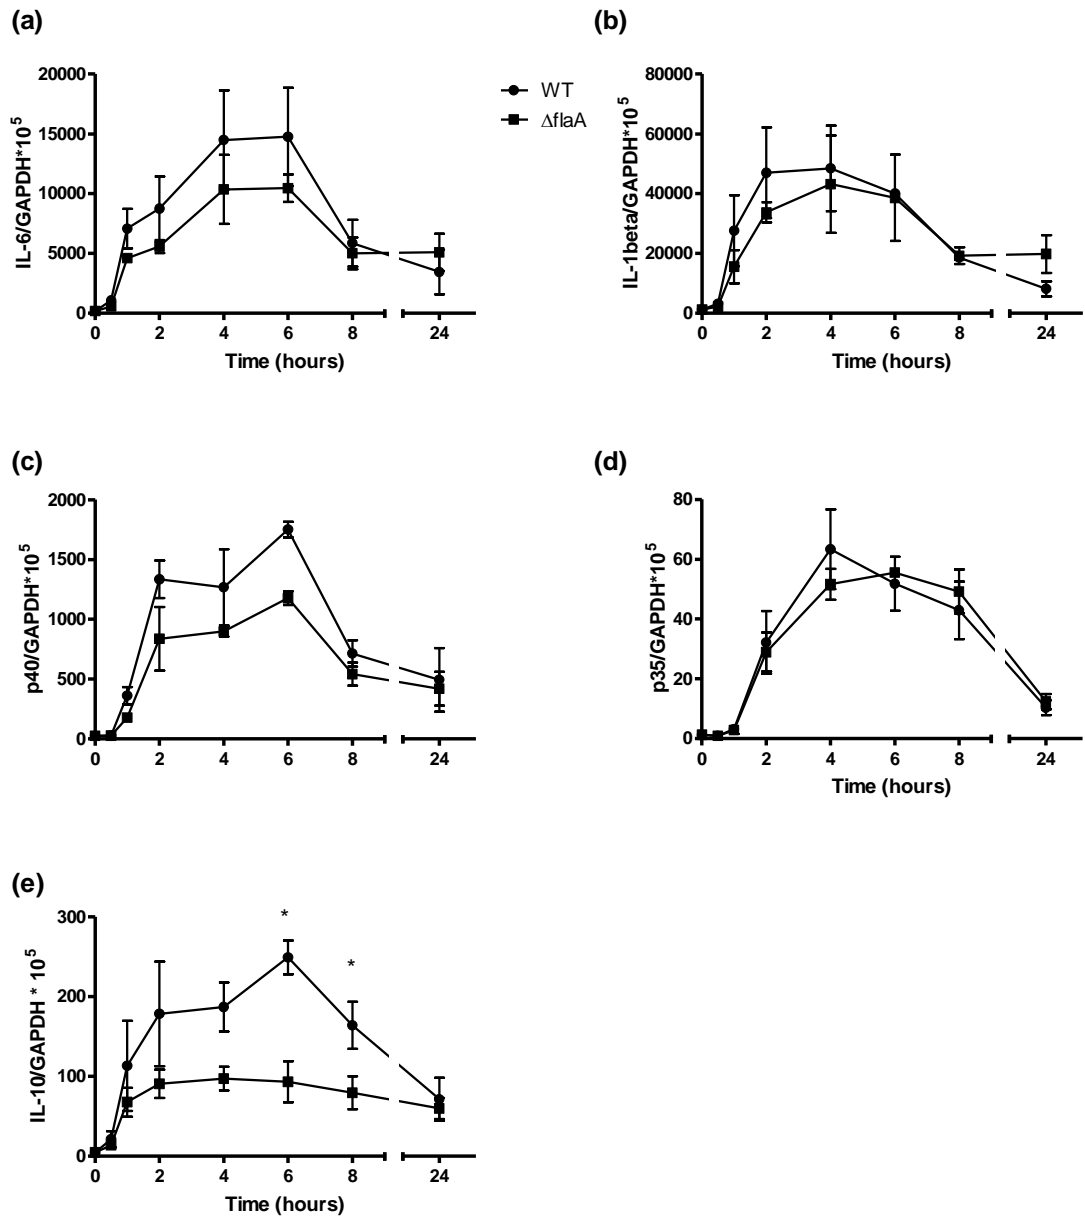 (a)
20000
15000
10000
5000
0
IL-6/GAPDH*10^5
0 2 4 6 8 24
Time (hours)
WT
ΔflaA
(b)
80000
60000
40000
20000
0
IL-1beta/GAPDH*10^5
0 2 4 6 8 24
Time (hours)
(c)
2000
1500
1000
500
0
p40/GAPDH*10^5
0 2 4 6 8 24
(d)
80
60
40
20
0
p35/GAPDH*10^5
0 2 4 6 8 24
Time (hours)
(e)
300
200
100
0
IL-10/GAPDH * 10^5
*
*
0 2 4 6 8 24
Time (hours)